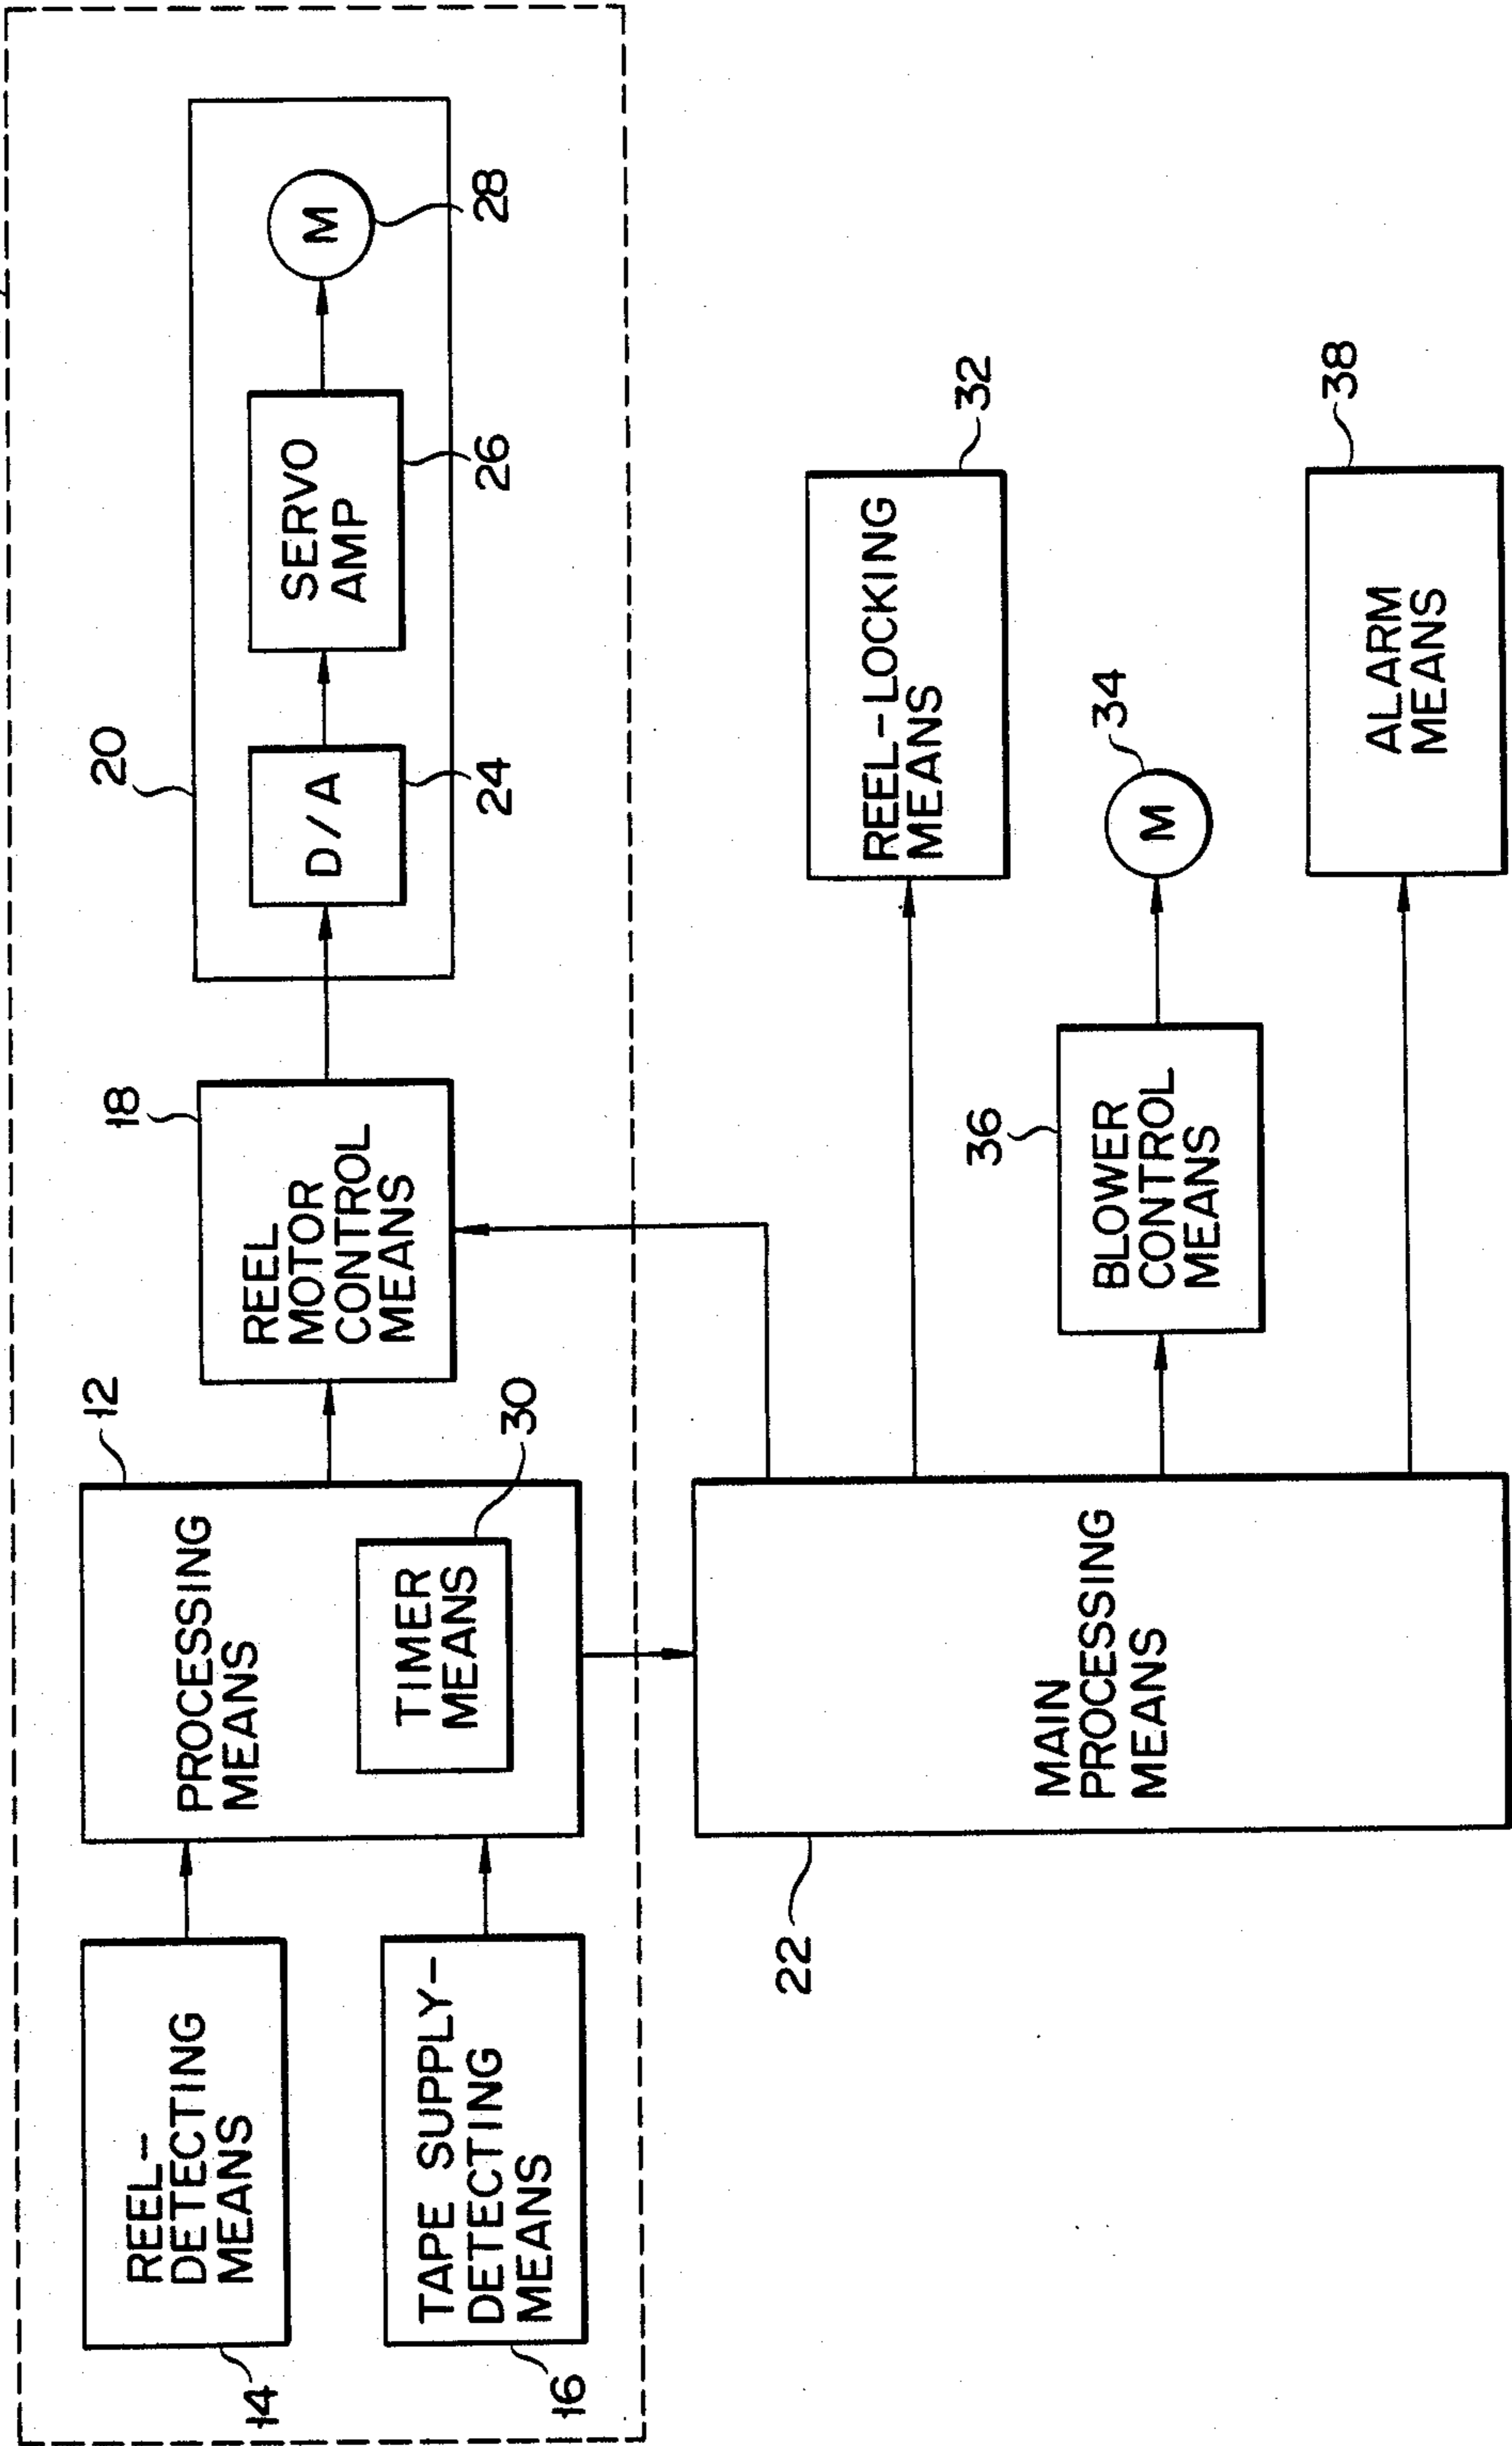 20
D/A
24
SERVO
AMP
26
M
28
12
PROCESSING
MEANS
TIMER
MEANS
30
18
REEL
MOTOR
CONTROL
MEANS
REEL-
DETECTING
MEANS
14
TAPE SUPPLY-
DETECTING
MEANS
16
MAIN
PROCESSING
MEANS
22
REEL-LOCKING
MEANS
32
36
BLOWER
CONTROL
MEANS
M
34
ALARM
MEANS
38